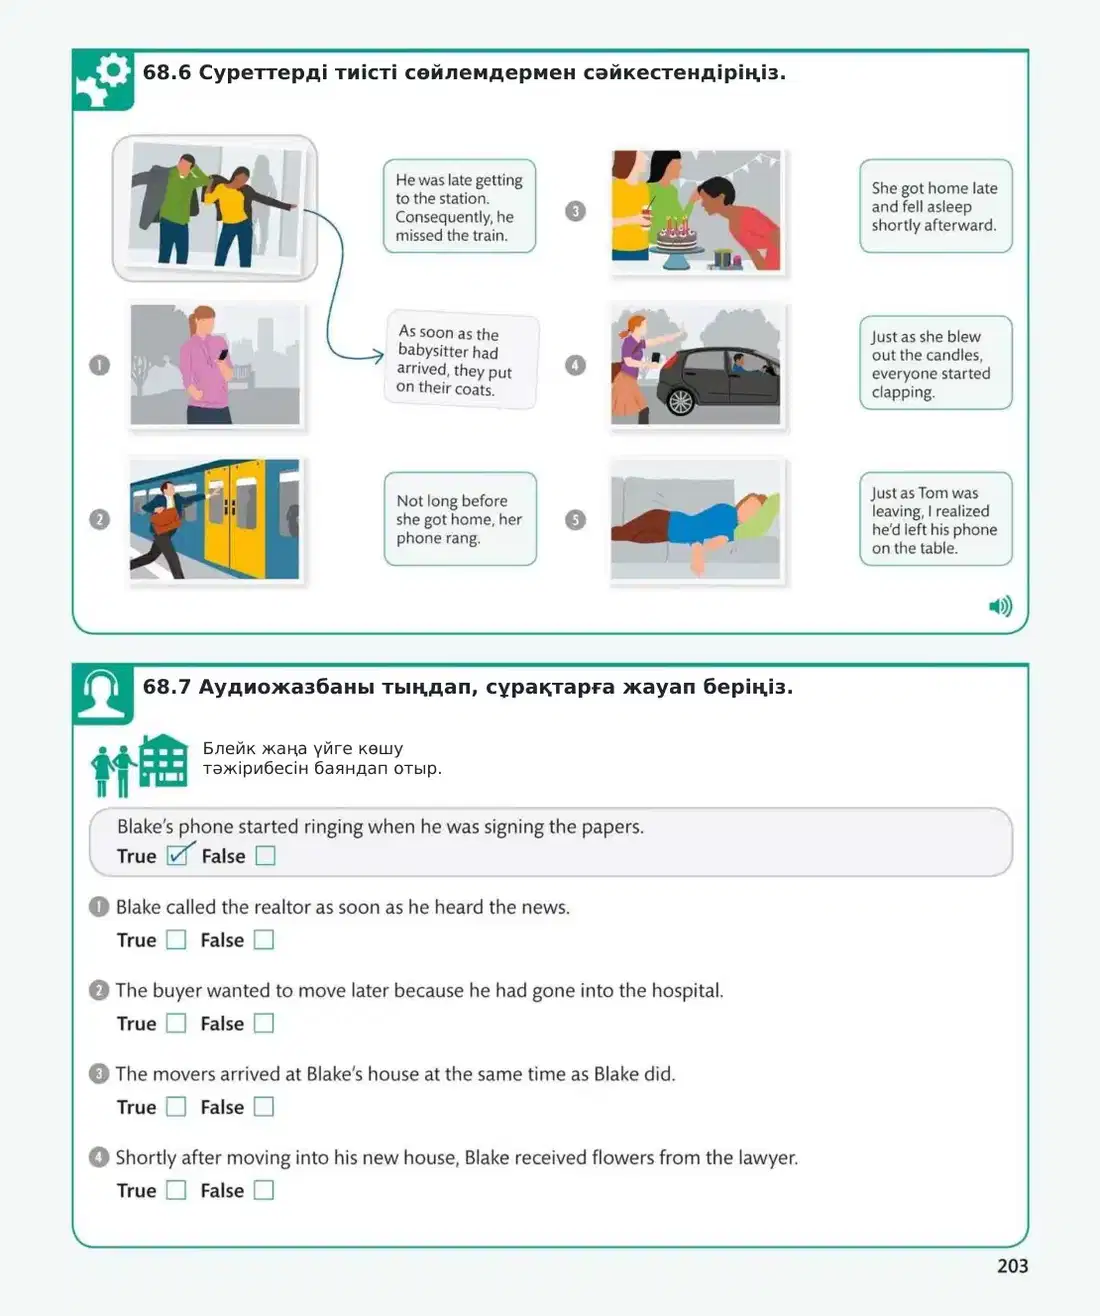 68.6 Суреттерді тиісті сөйлемдермен сәйкестендіріңіз.
He was late getting
to the station.
Consequently, he
missed the train.
3
She got home late
and fell asleep
shortly afterward.
1
As soon as the
babysitter had
arrived, they put
on their coats.
4
Just as she blew
out the candles,
everyone started
clapping.
2
Not long before
she got home, her
phone rang.
5
Just as Tom was
leaving, I realized
he'd left his phone
on the table.
68.7 Аудиожазбаны тыңдап, сұрақтарға жауап беріңіз.
Блейк жаңа үйге көшу
тәжірибесін баяндап отыр.
Blake's phone started ringing when he was signing the papers.
True False
1 Blake called the realtor as soon as he heard the news.
True False
2 The buyer wanted to move later because he had gone into the hospital.
True False
3 The movers arrived at Blake's house at the same time as Blake did.
True False
4 Shortly after moving into his new house, Blake received flowers from the lawyer.
True False
203